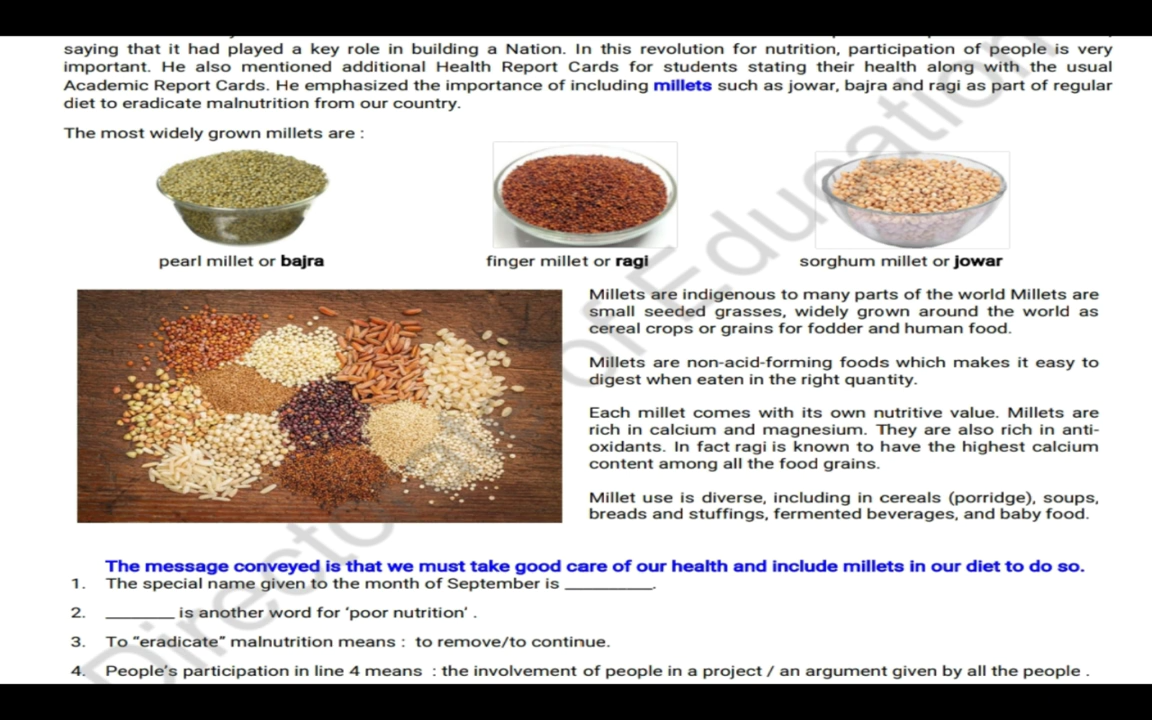 saying that it had played a key role in building a Nation. In this revolution for nutrition, participation of people is very
important. He also mentioned additional Health Report Cards for students stating their health along with the usual
Academic Report Cards. He emphasized the importance of including millets such as jowar, bajra and ragi as part of regular
diet to eradicate malnutrition from our country.
The most widely grown millets are :
pearl millet or bajra
finger millet or ragi
sorghum millet or jowar
Millets are indigenous to many parts of the world Millets are
small seeded grasses, widely grown around the world as
cereal crops or grains for fodder and human food.
Millets are non-acid-forming foods which makes it easy to
digest when eaten in the right quantity.
Each millet comes with its own nutritive value. Millets are
rich in calcium and magnesium. They are also rich in anti-
oxidants. In fact ragi is known to have the highest calcium
content among all the food grains.
Millet use is diverse, including in cereals (porridge), soups,
breads and stuffings, fermented beverages, and baby food.
The message conveyed is that we must take good care of our health and include millets in our diet to do so.
1. The special name given to the month of September is __________.
2. ________ is another word for ‘poor nutrition’ .
3. To “eradicate” malnutrition means : to remove/to continue.
4. People’s participation in line 4 means : the involvement of people in a project / an argument given by all the people .
of Education